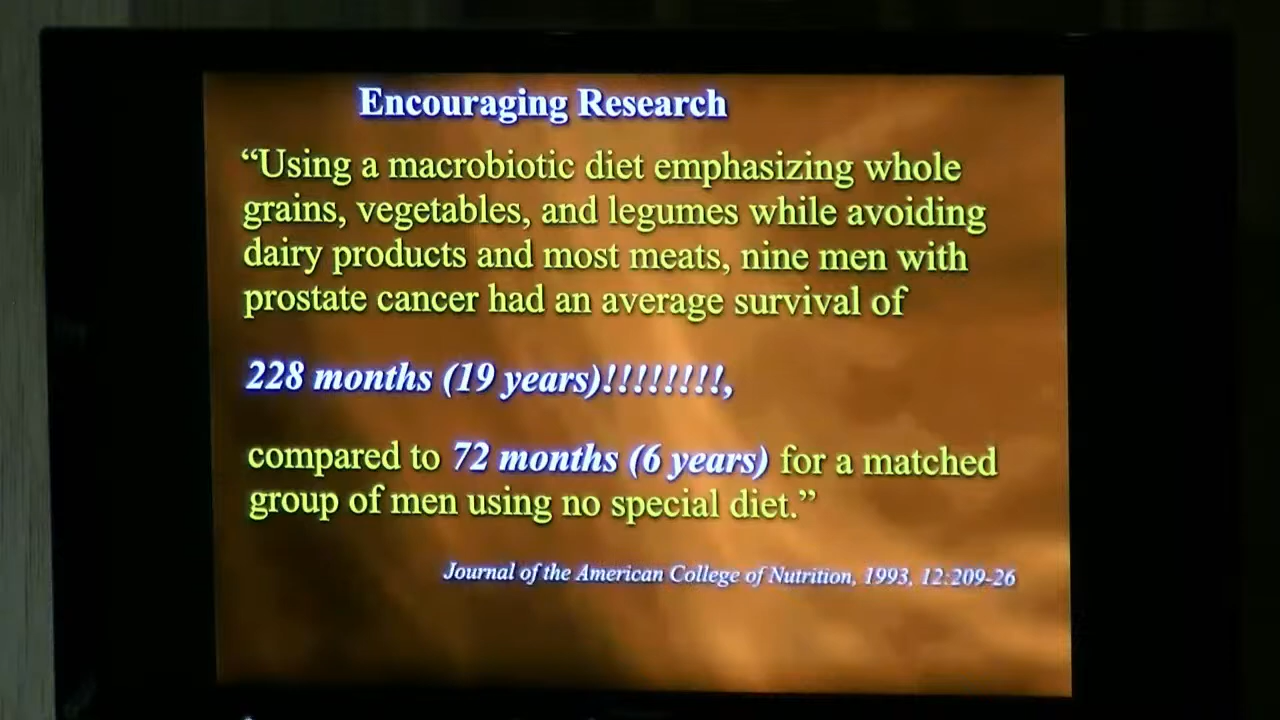 Encouraging Research
“Using a macrobiotic diet emphasizing whole
grains, vegetables, and legumes while avoiding
dairy products and most meats, nine men with
prostate cancer had an average survival of
228 months (19 years)!!!!!!!!,
compared to 72 months (6 years) for a matched
group of men using no special diet.”
Journal of the American College of Nutrition, 1993, 12:209-26